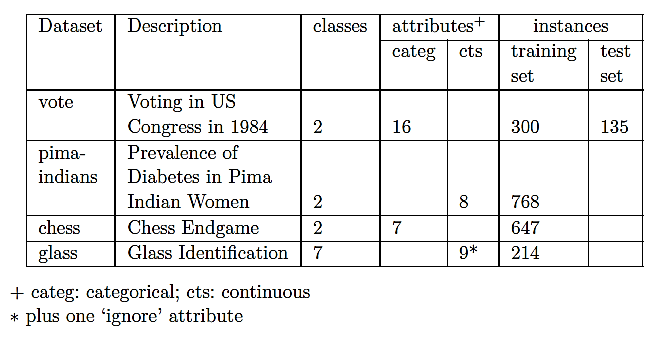 Dataset Description classes attributes+ instances
categ cts training test
set set
vote Voting in US
Congress in 1984 2 16 300 135
pima- Prevalence of
indians Diabetes in Pima
Indian Women 2 8 768
chess Chess Endgame 2 7 647
glass Glass Identification 7 9* 214
+ categ: categorical; cts: continuous
* plus one ‘ignore’ attribute